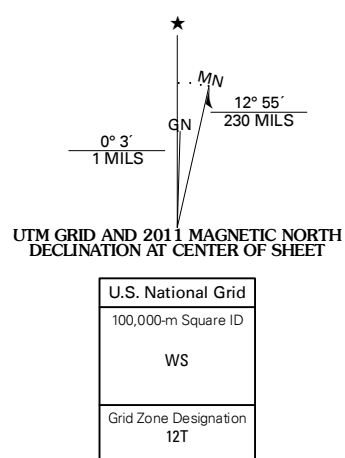 ★
MN
GN
12° 55´
230 MILS
0° 3´
1 MILS
UTM GRID AND 2011 MAGNETIC NORTH
DECLINATION AT CENTER OF SHEET
U.S. National Grid
100,000-m Square ID
WS
Grid Zone Designation
12T